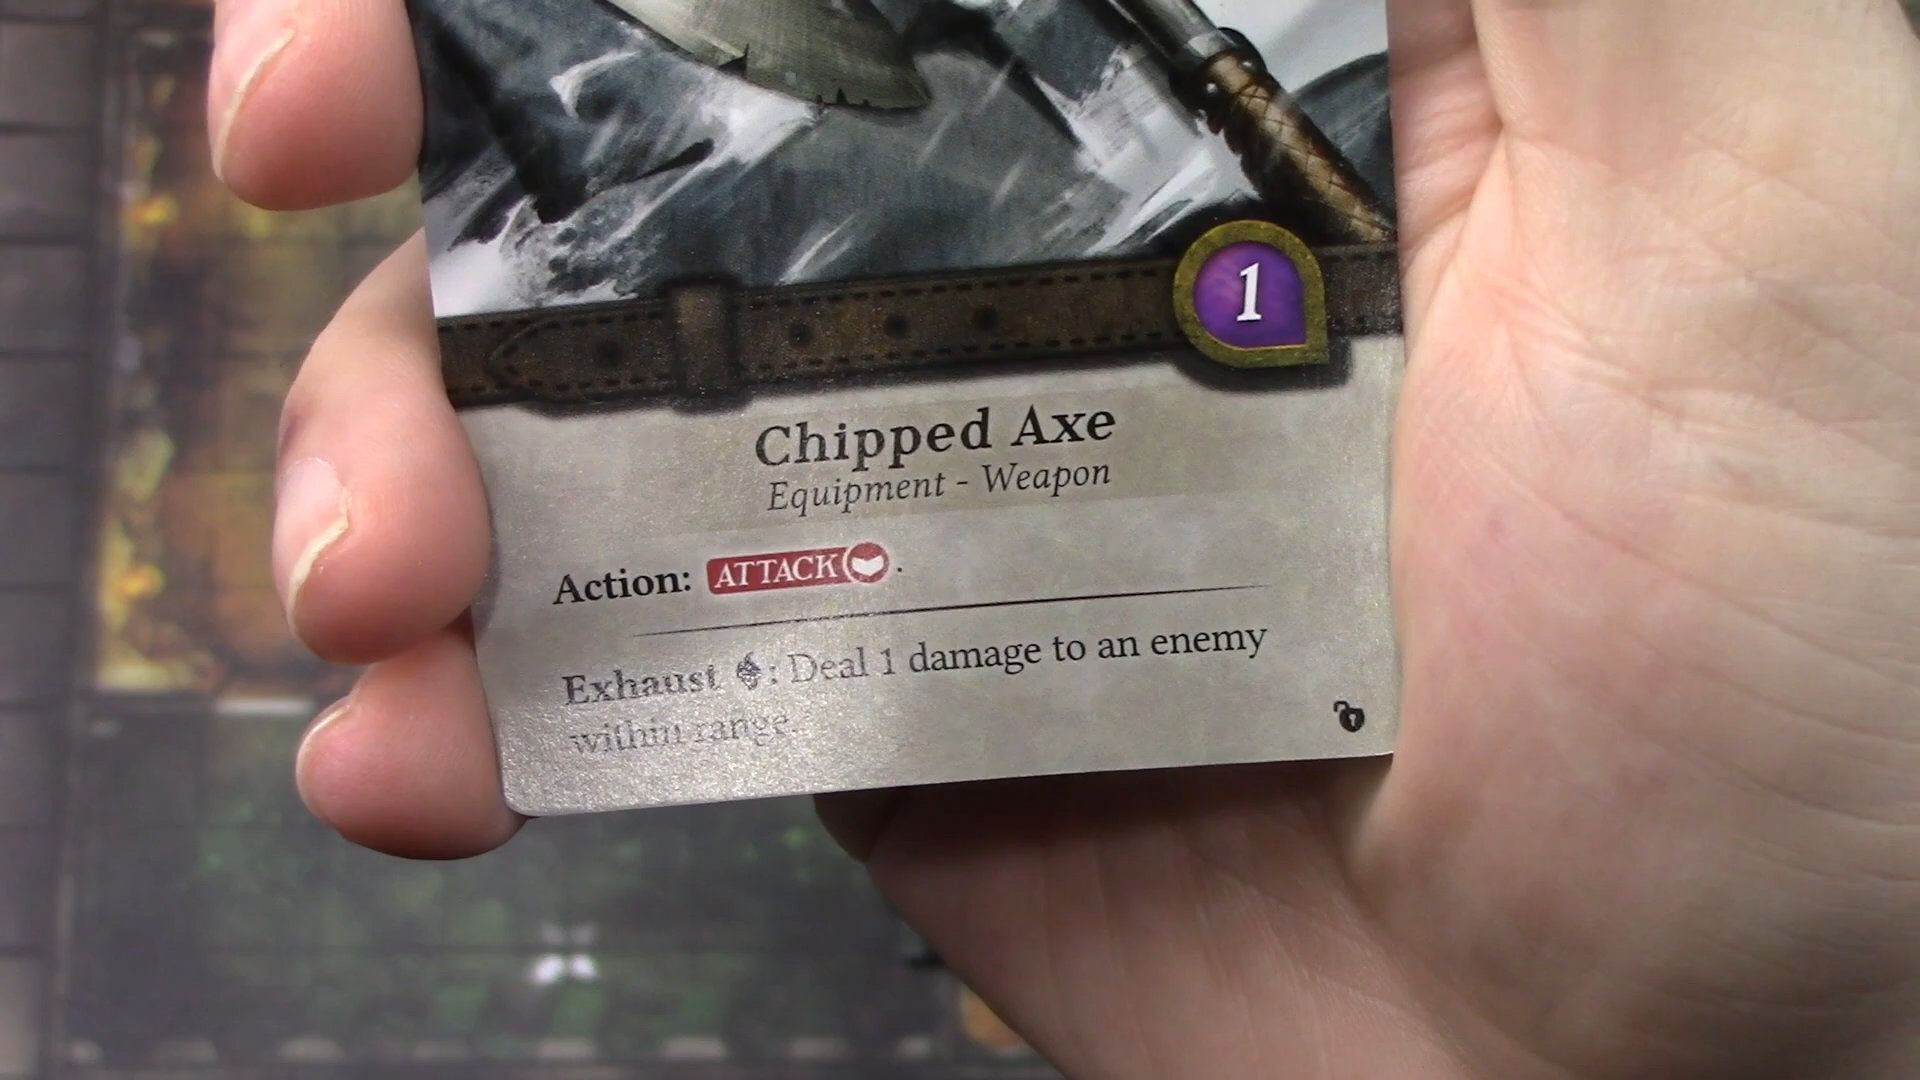 1
Chipped Axe
Equipment - Weapon
Action: ATTACK .
Exhaust : Deal 1 damage to an enemy
within range.